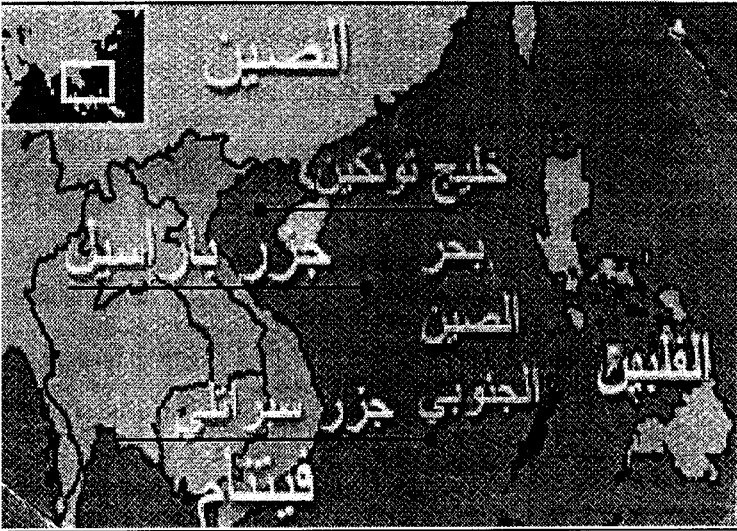 الصين
خليج تونكين
جزر باراسيل
بحر
الصين
الجنوبي
الفلبين
جزر سبراتلي
فيتنام